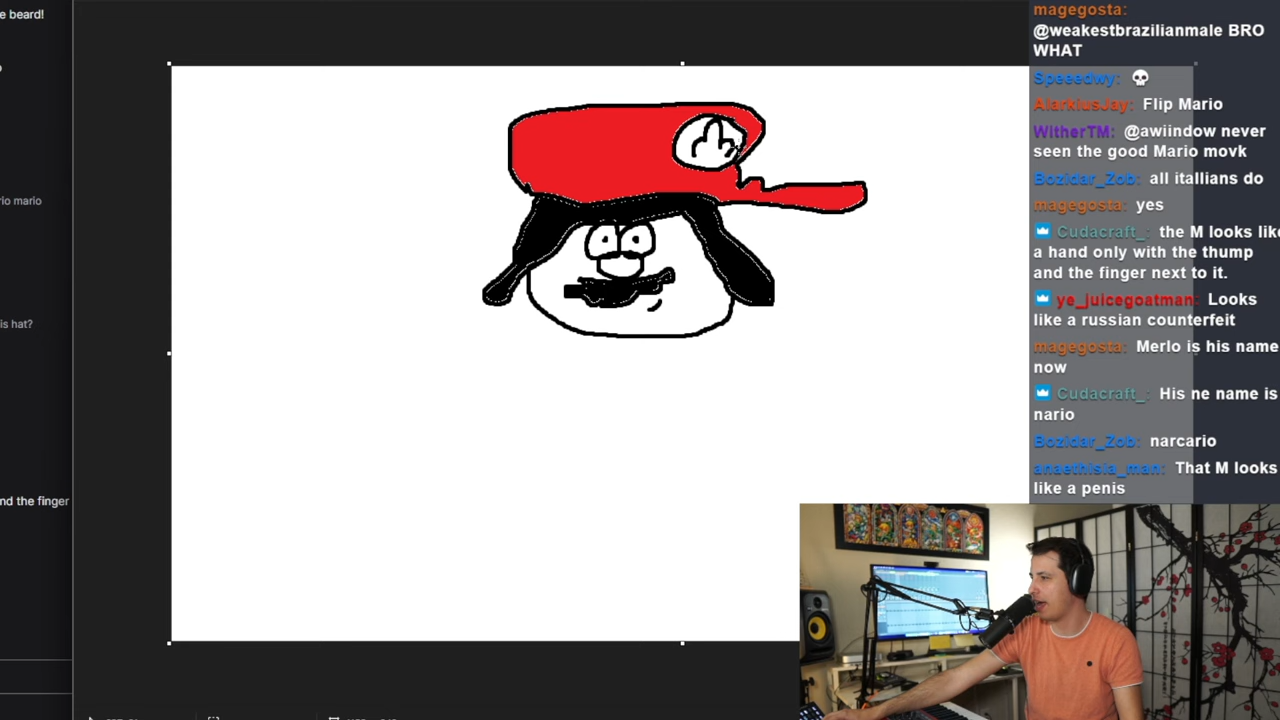 e beard!
rio mario
is hat?
nd the finger
magegosta:
@weakestbrazilianmale BRO
WHAT
Speeedwy: 💀
AlarkiusJay: Flip Mario
WitherTM: @awiindow never
seen the good Mario movk
Bozidar_Zob: all itallians do
magegosta: yes
Cudacraft_: the M looks like
a hand only with the thump
and the finger next to it.
ye_juicegoatman: Looks
like a russian counterfeit
magegosta: Merlo is his name
now
Cudacraft_: His ne name is
nario
Bozidar_Zob: narcario
anaethisia_man: That M looks
like a penis